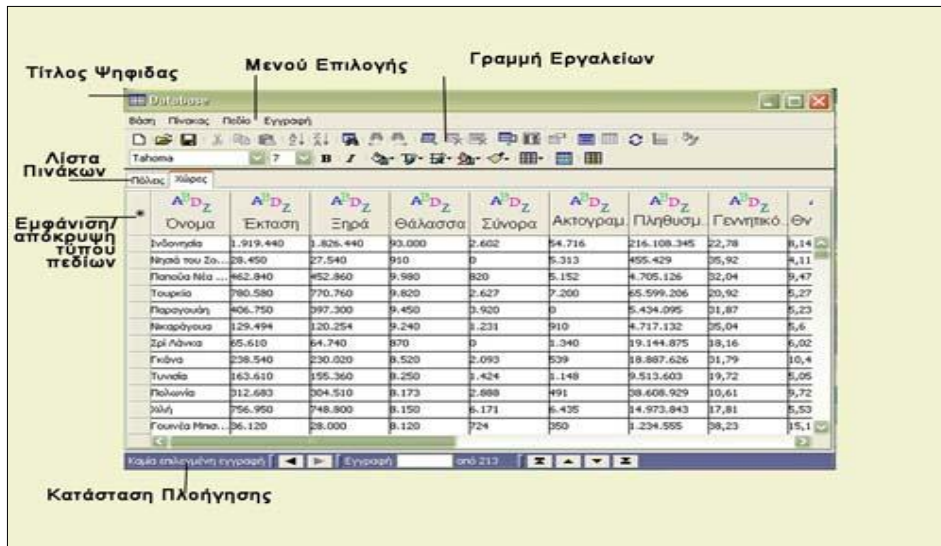 Τίτλος Ψηφιδας
Μενού Επιλογής
Γραμμή Εργαλείων
Database
Βάση Πίνακας Πεδίο Εγγραφή
Tahoma 7 B I
Λίστα
Πινάκων
Πόλεις Χώρες
Εμφάνιση/
απόκρυψη
τύπου
πεδίων
Όνομα Έκταση Ξηρά Θάλασσα Σύνορα Ακτογραμ. Πληθυσμ. Γεννητικό... Θν
Ινδονησία 1.919.440 1.826.440 93.000 2.602 54.716 216.108.345 22,78 8,14
Νησιά του Σο... 28.450 27.540 910 0 5.313 455.429 35,92 4,11
Παπούα Νέα ... 462.840 452.860 9.980 820 5.152 4.705.126 32,04 9,47
Τουρκία 780.580 770.760 9.820 2.627 7.200 65.599.206 20,92 5,27
Παραγουάη 406.750 397.300 9.450 3.920 0 5.434.095 31,87 5,23
Νικαράγουα 129.494 120.254 9.240 1.231 910 4.717.132 35,04 5,6
Σρί Λάνκα 65.610 64.740 870 0 1.340 19.144.875 18,16 6,02
Γκάνα 238.540 230.020 8.520 2.093 539 18.887.626 31,79 10,4
Τυνισία 163.610 155.360 8.250 1.424 1.148 9.513.603 19,72 5,05
Πολωνία 312.683 304.510 8.173 2.888 491 38.608.929 10,61 9,72
Χιλή 756.950 748.800 8.150 6.171 6.435 14.973.843 17,81 5,53
Γουινέα Μπισ... 36.120 28.000 8.120 724 350 1.234.555 38,23 15,1
Καμία επιλεγμένη εγγραφή Εγγραφή από 213
Κατάσταση Πλοήγησης